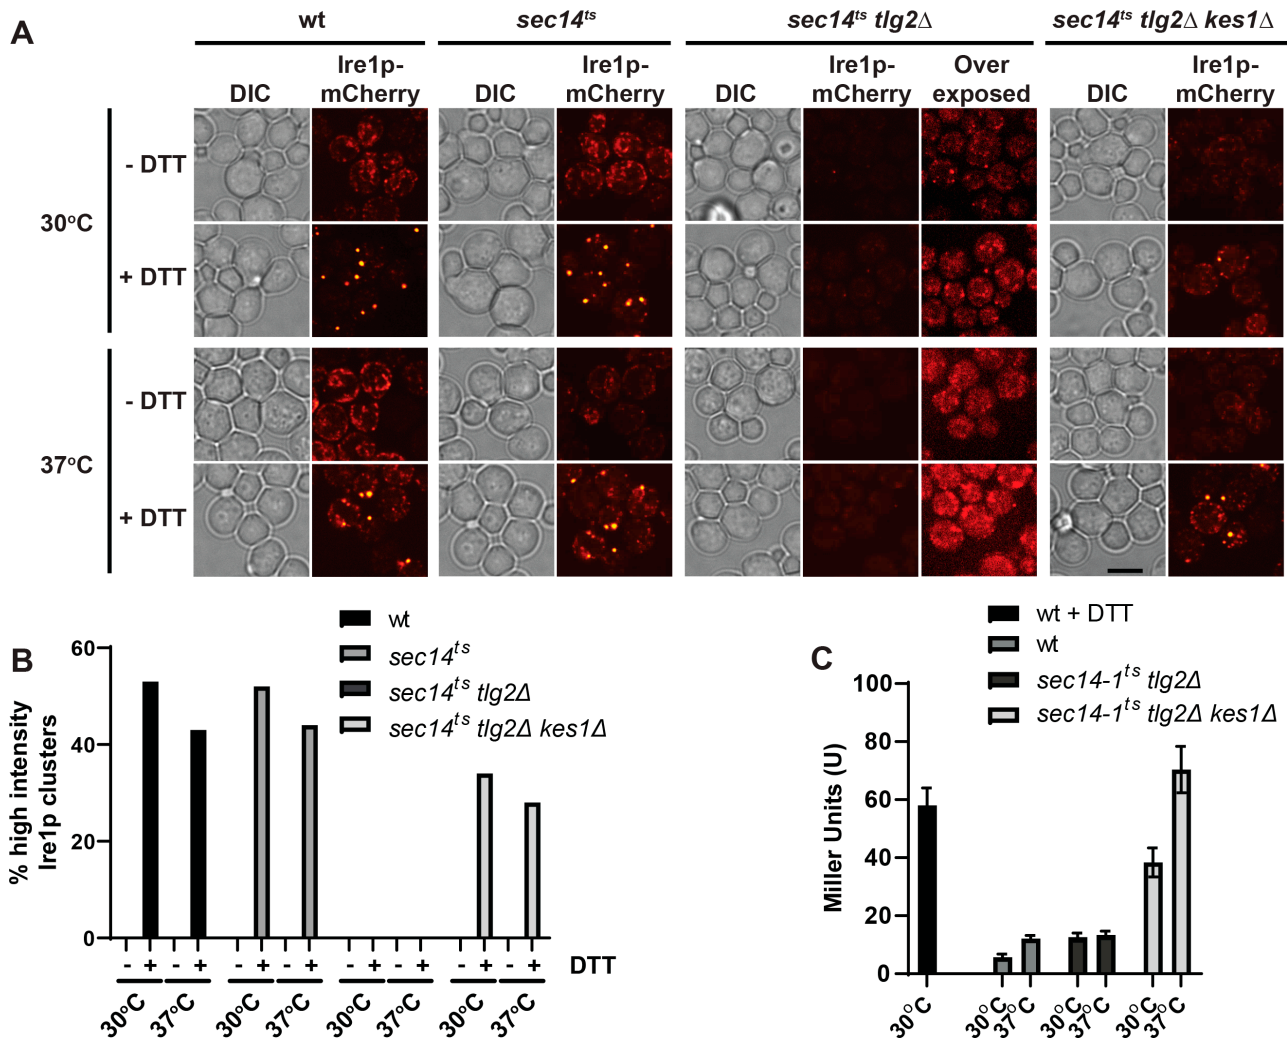 A
wt
sec14ts
sec14ts tlg2Δ
sec14ts tlg2Δ kes1Δ
DIC
Ire1p-
mCherry
DIC
Ire1p-
mCherry
DIC
Ire1p-
mCherry
Over
exposed
DIC
Ire1p-
mCherry
30°C
- DTT
+ DTT
37°C
- DTT
+ DTT
B
wt
sec14ts
sec14ts tlg2Δ
sec14ts tlg2Δ kes1Δ
% high intensity
Ire1p clusters
60
40
20
0
- + - + - + - + - + - + - + - + DTT
30°C 37°C 30°C 37°C 30°C 37°C 30°C 37°C
C
wt + DTT
wt
sec14-1ts tlg2Δ
sec14-1ts tlg2Δ kes1Δ
Miller Units (U)
100
80
60
40
20
0
30°C 30°C 37°C 30°C 37°C 30°C 37°C